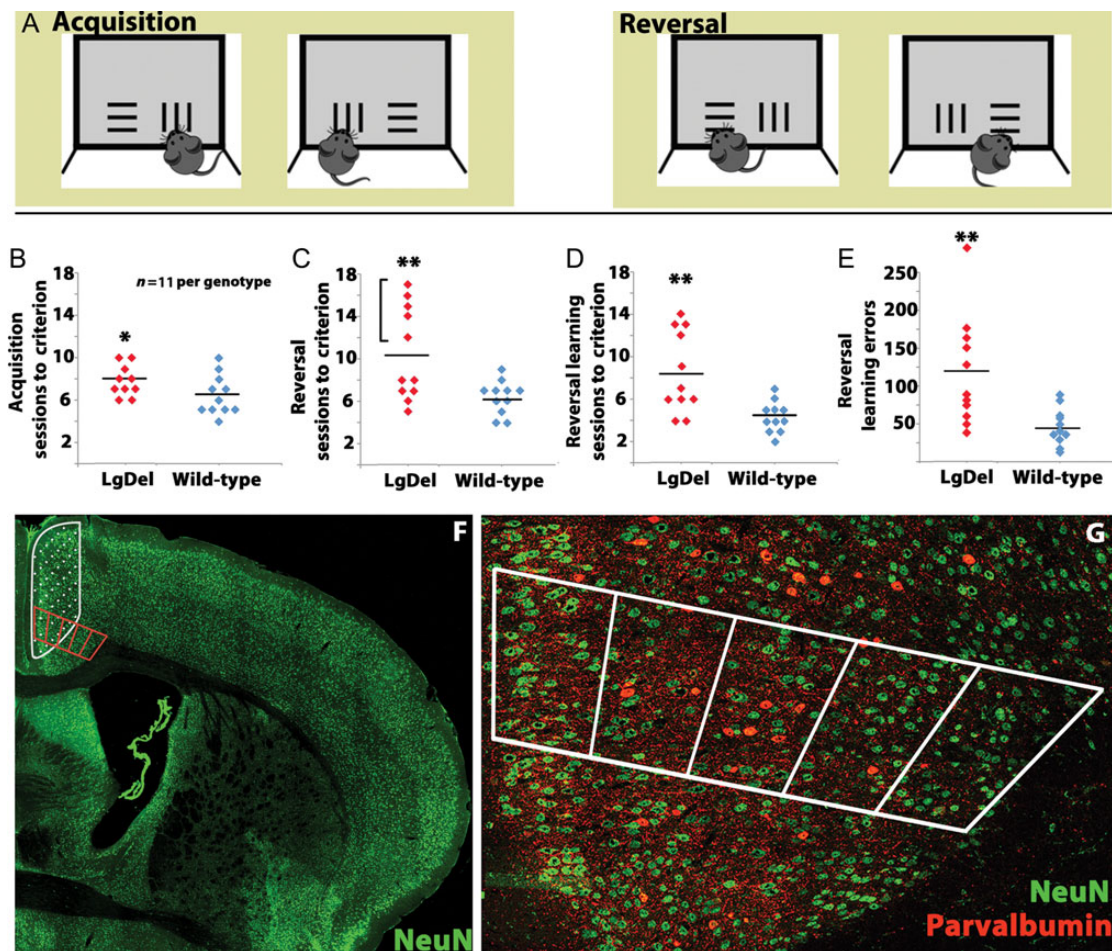 A Acquisition
Reversal
B
Acquisition
sessions to criterion
18
14
10
6
2
n=11 per genotype
*
LgDel
Wild-type
C
Reversal
sessions to criterion
18
14
10
6
2
**
LgDel
Wild-type
D
Reversal learning
sessions to criterion
18
14
10
6
2
**
LgDel
Wild-type
E
Reversal
learning errors
250
200
150
100
50
**
LgDel
Wild-type
F
NeuN
G
NeuN
Parvalbumin